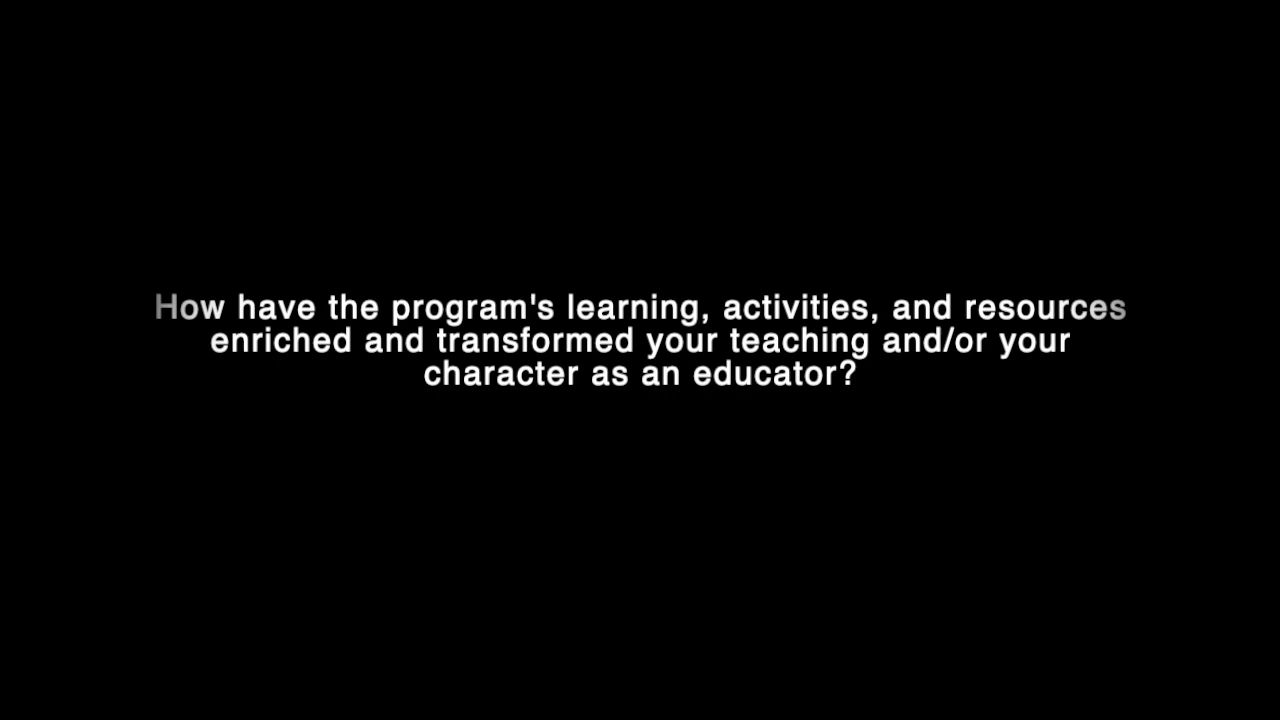 How have the program's learning, activities, and resources
enriched and transformed your teaching and/or your
character as an educator?